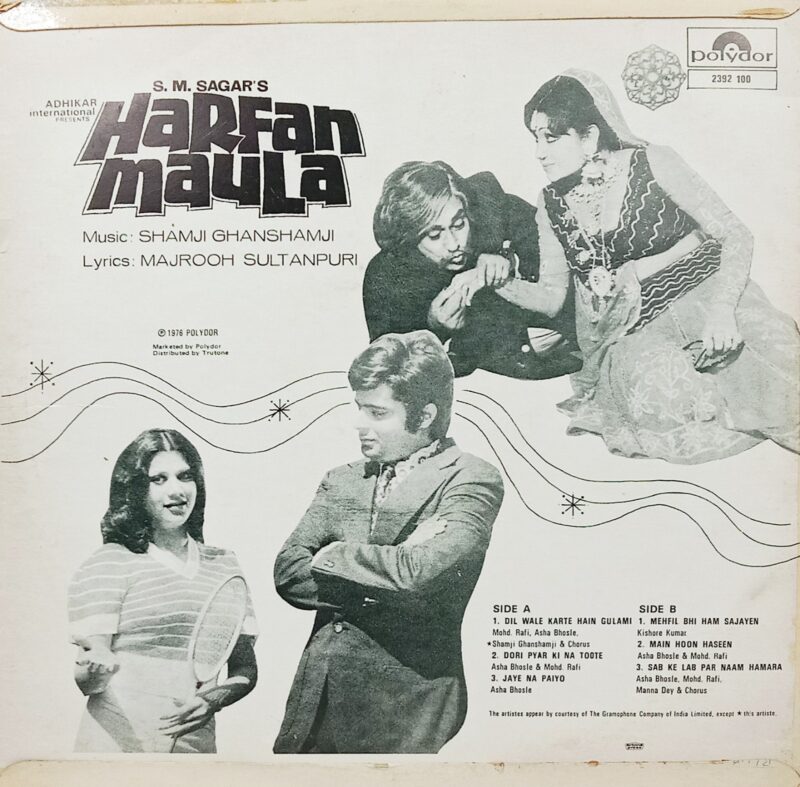 polydor
2392 100
S. M. SAGAR'S
ADHIKAR
international
PRESENTS
HaRFan
mauLa
Music: SHAMJI GHANSHAMJI
Lyrics: MAJROOH SULTANPURI
℗ 1976 POLYDOR
Marketed by Polydor
Distributed by Trutone
SIDE A
1. DIL WALE KARTE HAIN GULAMI
Mohd. Rafi, Asha Bhosle,
★Shamji Ghanshamji & Chorus
2. DORI PYAR KI NA TOOTE
Asha Bhosle & Mohd. Rafi
3. JAYE NA PAIYO
Asha Bhosle
SIDE B
1. MEHFIL BHI HAM SAJAYEN
Kishore Kumar
2. MAIN HOON HASEEN
Asha Bhosle & Mohd. Rafi
3. SAB KE LAB PAR NAAM HAMARA
Asha Bhosle, Mohd. Rafi,
Manna Dey & Chorus
The artistes appear by courtesy of The Gramophone Company of India Limited, except ★ this artiste.